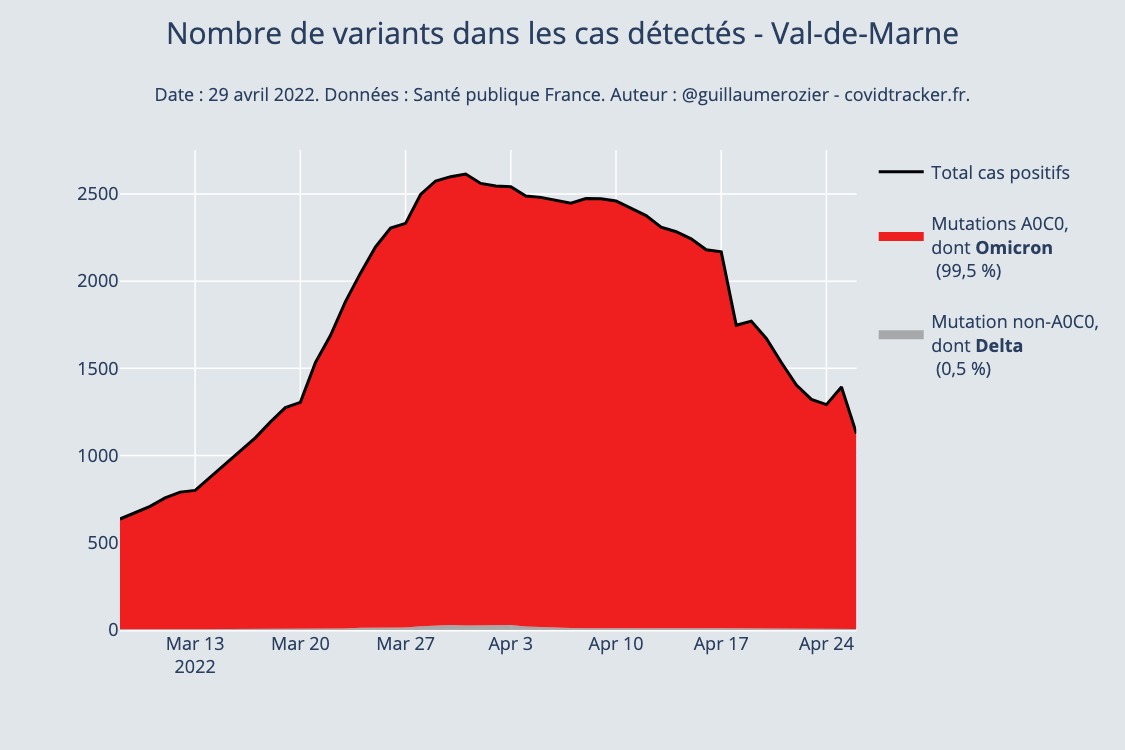 Nombre de variants dans les cas détectés - Val-de-Marne
Date : 29 avril 2022. Données : Santé publique France. Auteur : @guillaumerozier - covidtracker.fr.
2500
2000
1500
1000
500
0
Mar 13
2022
Mar 20
Mar 27
Apr 3
Apr 10
Apr 17
Apr 24
Total cas positifs
Mutations A0C0,
dont Omicron
(99,5 %)
Mutation non-A0C0,
dont Delta
(0,5 %)